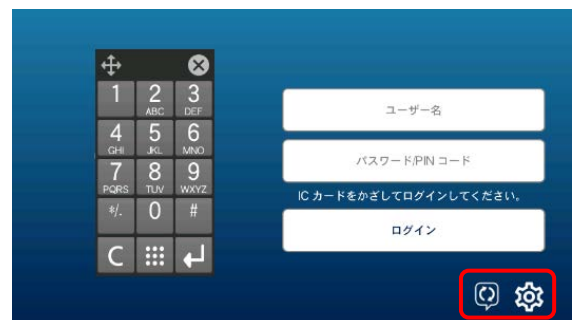 1
2
ABC
3
DEF
4
GHI
5
JKL
6
MNO
7
PQRS
8
TUV
9
WXYZ
*/.
0
#
C
ユーザー名
パスワード/PIN コード
IC カードをかざしてログインしてください。
ログイン